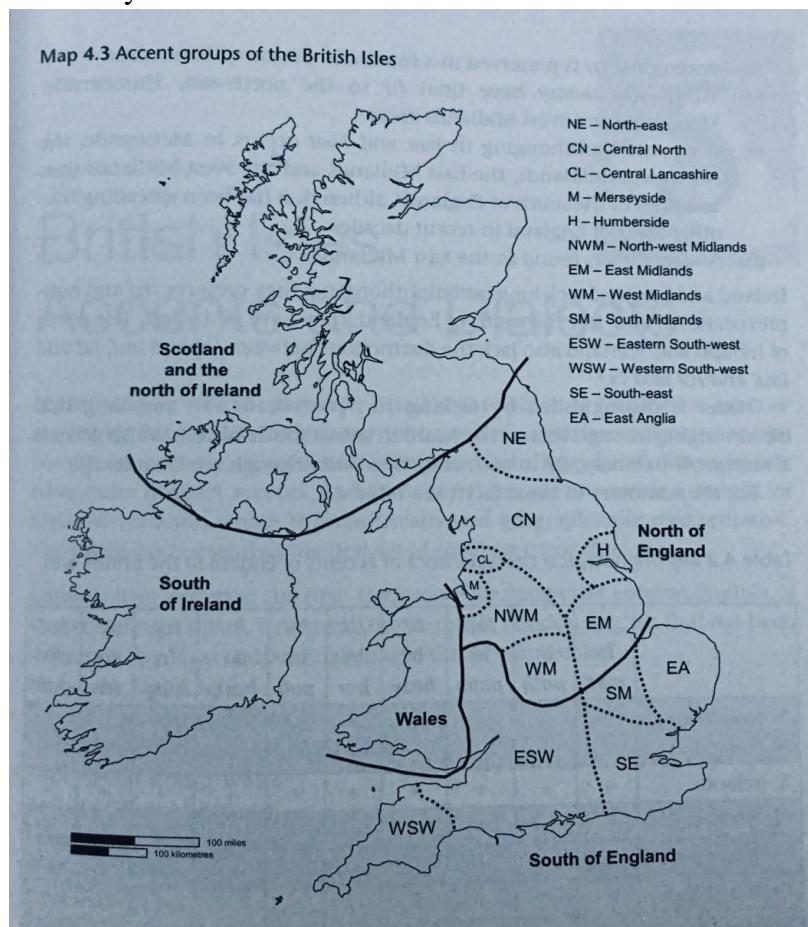 Map 4.3 Accent groups of the British Isles
NE – North-east
CN – Central North
CL – Central Lancashire
M – Merseyside
H – Humberside
NWM – North-west Midlands
EM – East Midlands
WM – West Midlands
SM – South Midlands
ESW – Eastern South-west
WSW – Western South-west
SE – South-east
EA – East Anglia
Scotland
and the
north of Ireland
NE
CN
North of
England
H
CL
M
South
of Ireland
NWM
EM
WM
EA
SM
Wales
ESW
SE
WSW
100 miles
100 kilometres
South of England